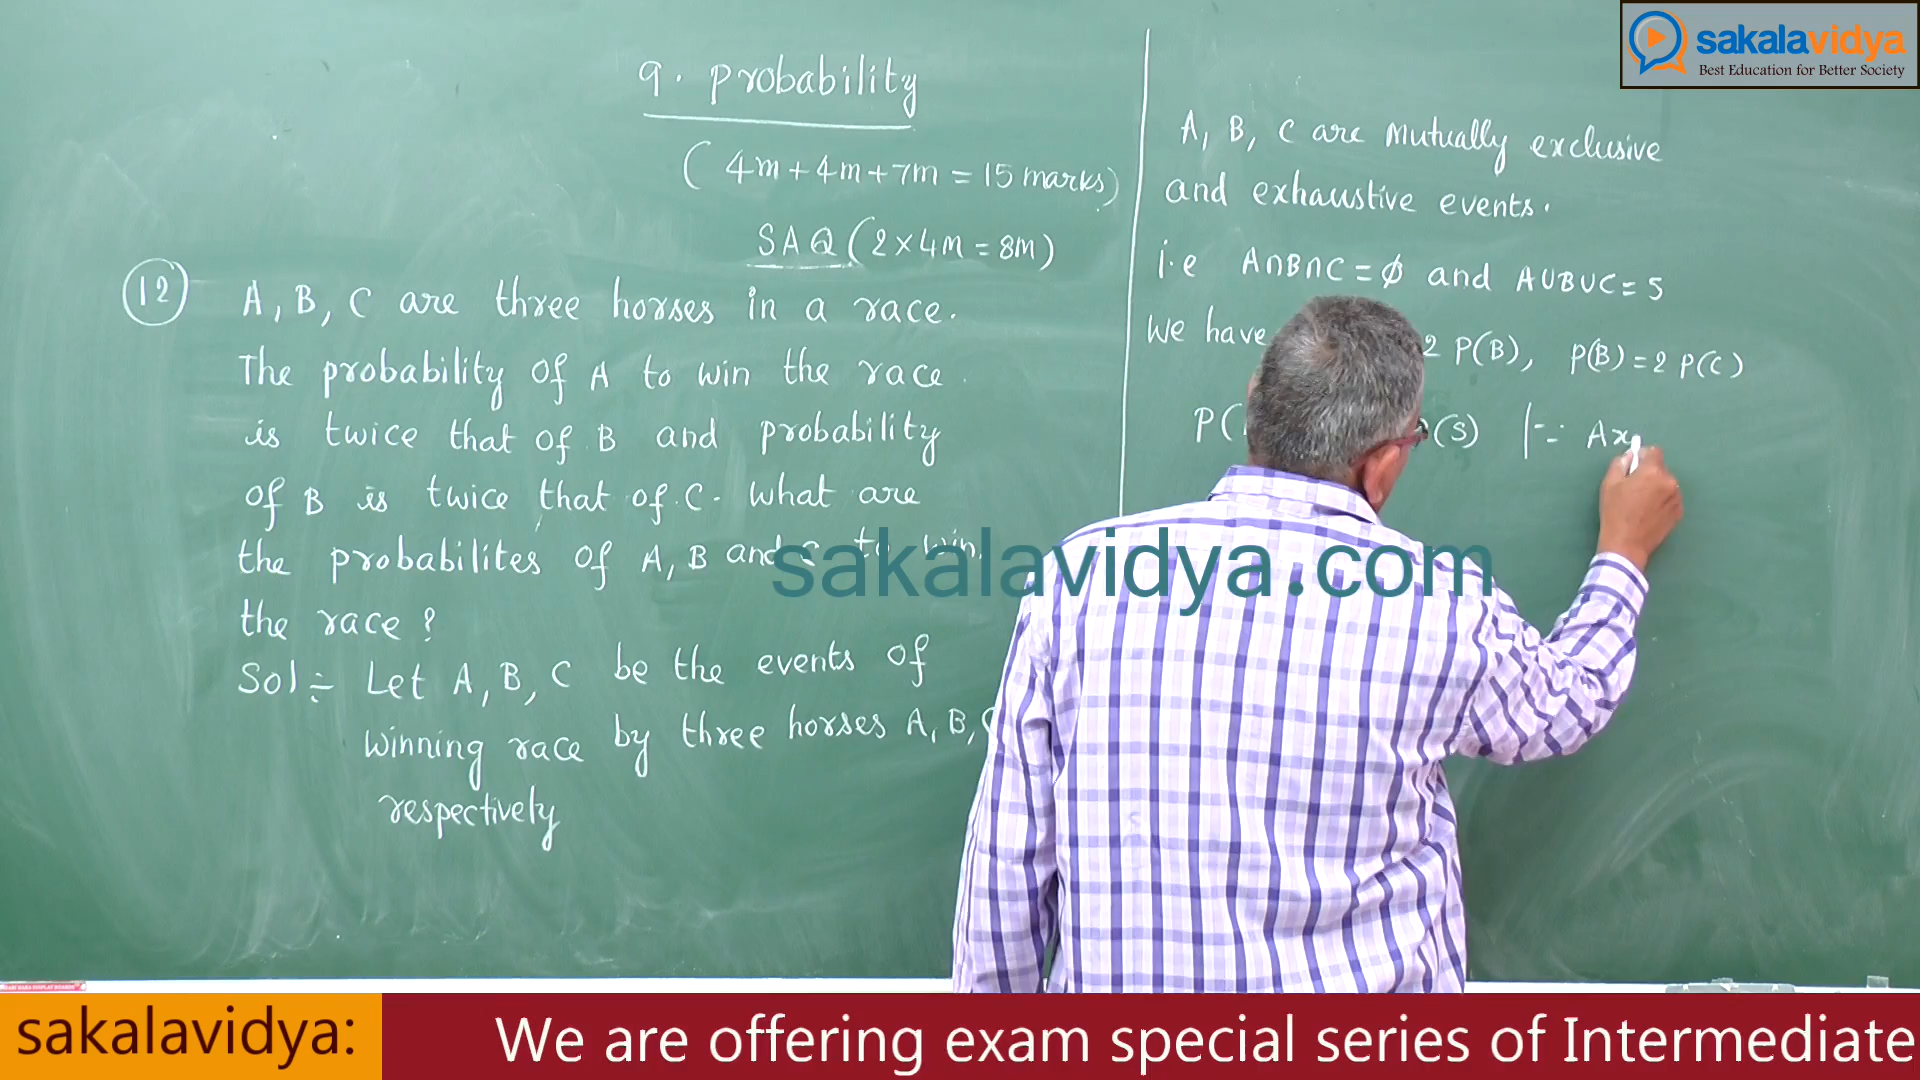 sakalavidya
Best Education for Better Society
9. probability
( 4m + 4m + 7m = 15 marks)
SAQ (2×4M = 8M)
12 A, B, C are three horses in a race.
The probability of A to win the race
is twice that of B and probability
of B is twice that of C. What are
the probabilites of A, B and C to win
the race ?
Sol :- Let A, B, C be the events of
winning race by three horses A, B, C
respectively
A, B, C are Mutually exclusive
and exhaustive events.
i.e A∩B∩C = ϕ and A∪B∪C = S
We have 2 P(B), P(B) = 2 P(C)
P( (S) ∵ Ax
sakalavidya.com
sakalavidya: We are offering exam special series of Intermediate